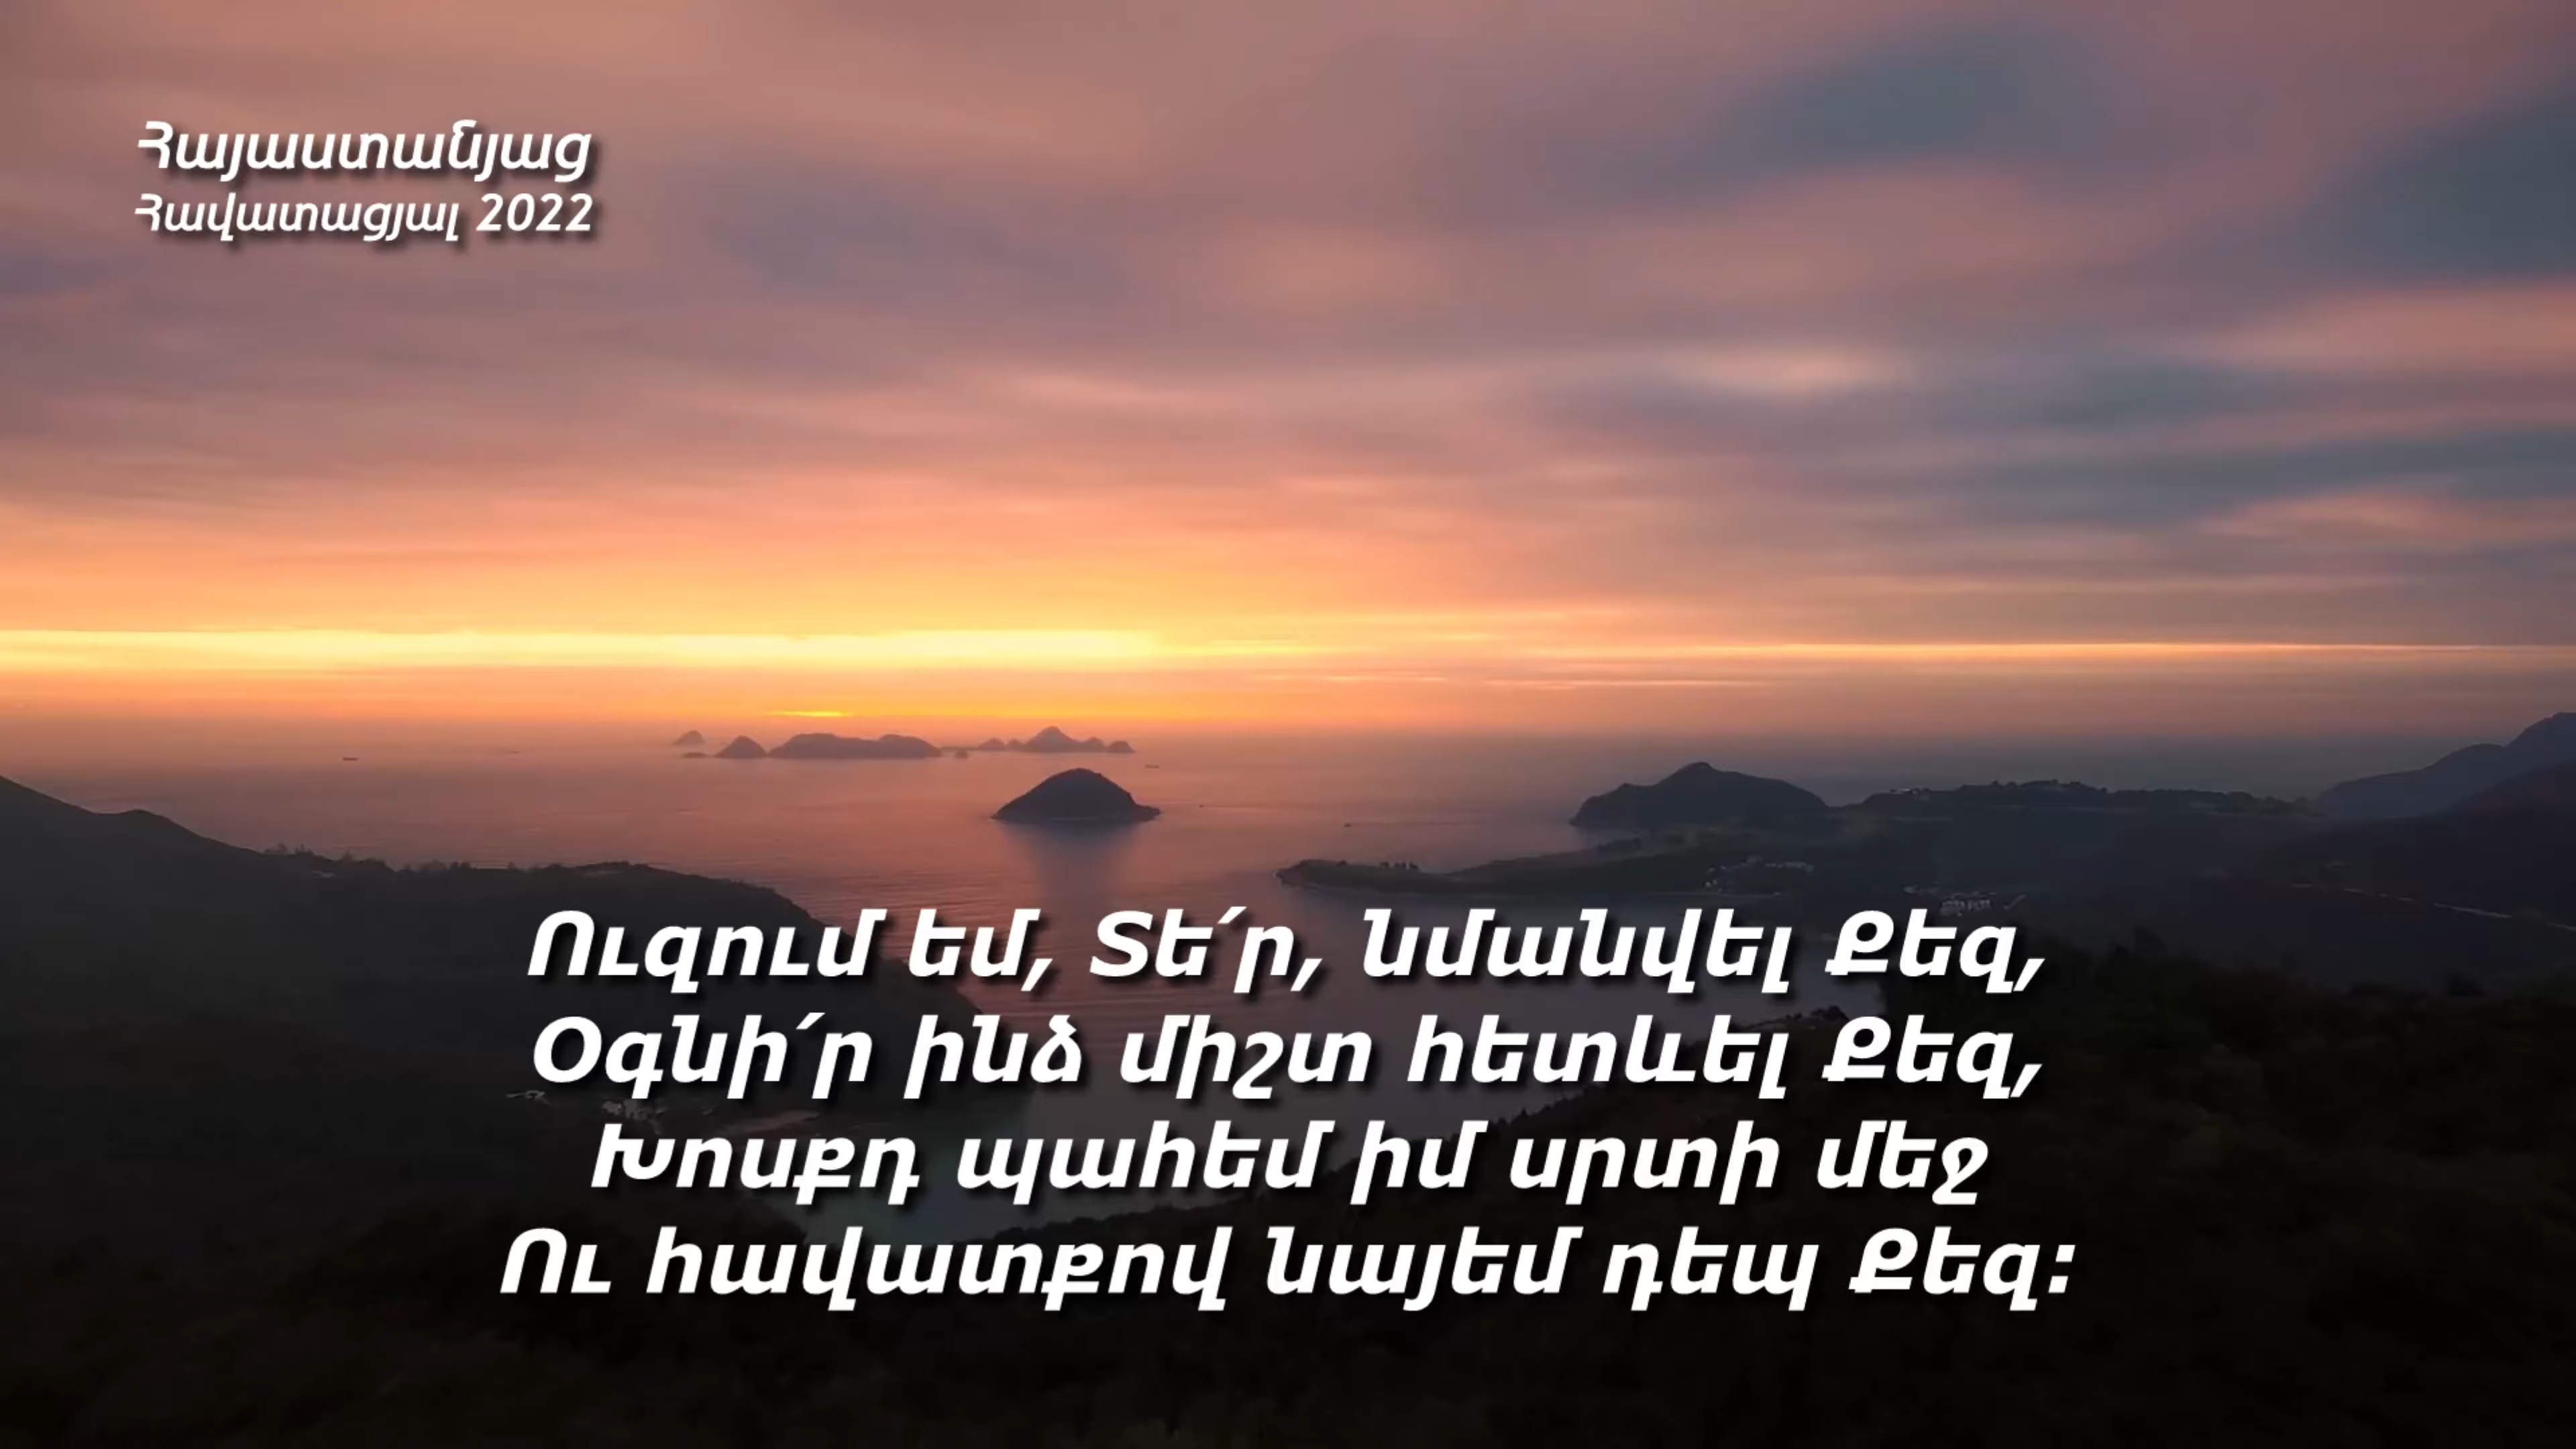 Հայաստանյաց
Հավատացյալ 2022
Ուզում եմ, Տե՛ր, նմանվել Քեզ,
Օգնի՛ր ինձ միշտ հետևել Քեզ,
Խոսքդ պահեմ իմ սրտի մեջ
Ու հավատքով նայեմ դեպ Քեզ: